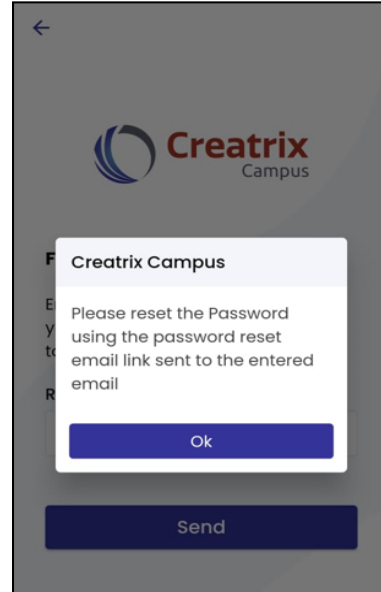 Creatrix
Campus
F
Creatrix Campus
E
Please reset the Password
y
using the password reset
to
email link sent to the entered
email
R
Ok
Send